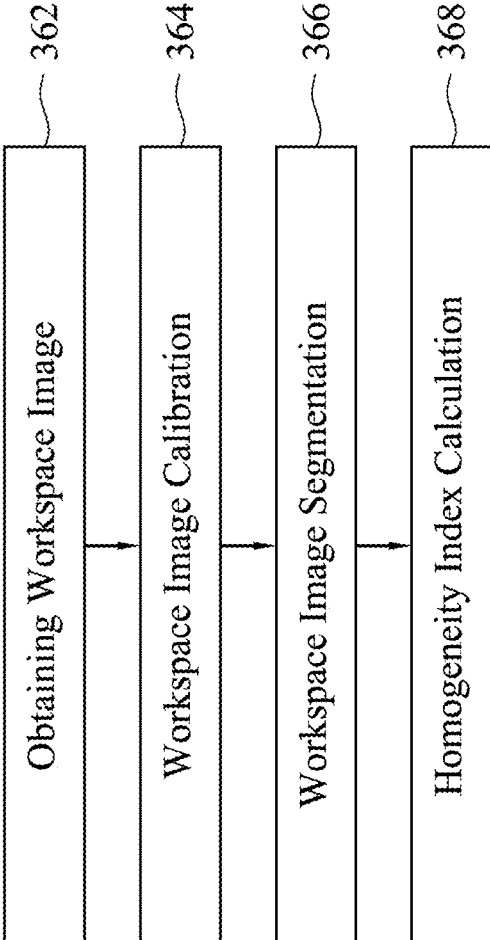 Obtaining Workspace Image
362
Workspace Image Calibration
364
Workspace Image Segmentation
366
Homogeneity Index Calculation
368